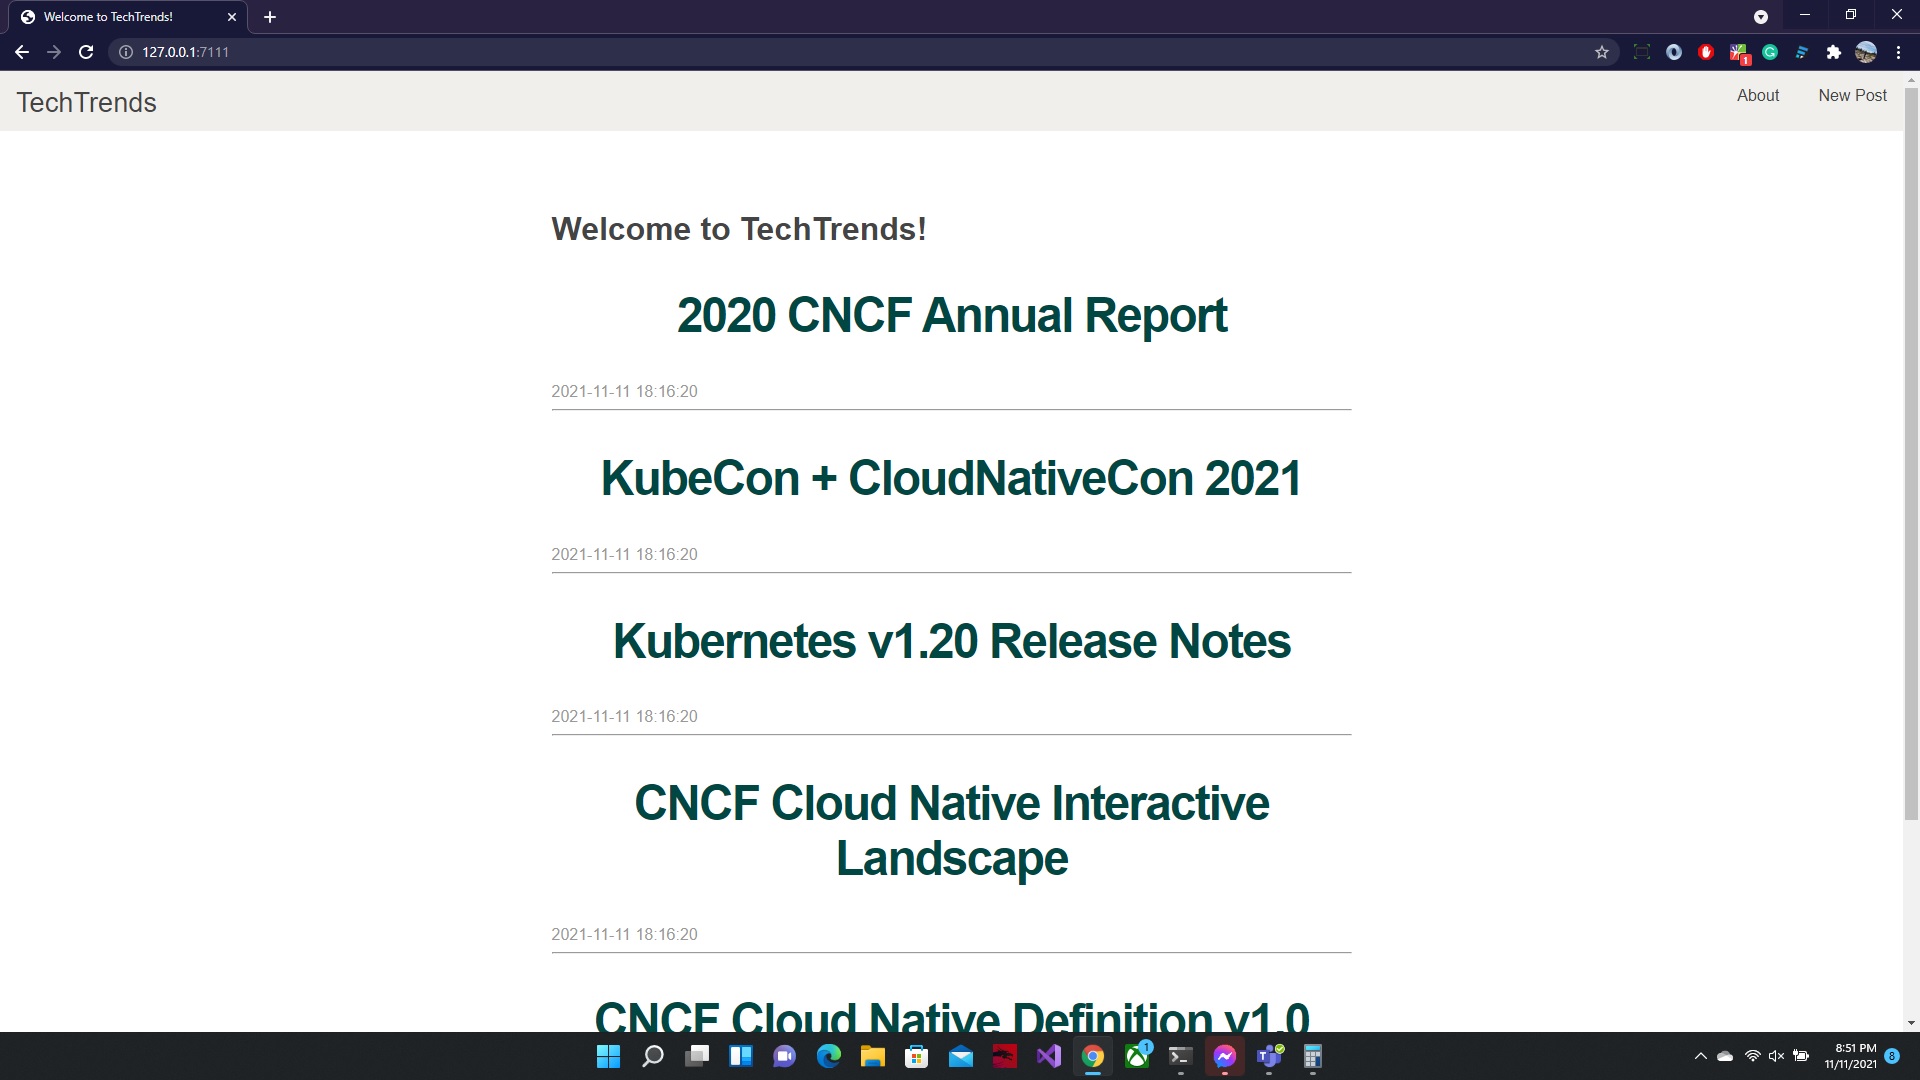 Welcome to TechTrends!
127.0.0.1:7111
1
TechTrends
About
New Post
Welcome to TechTrends!
2020 CNCF Annual Report
2021-11-11 18:16:20
KubeCon + CloudNativeCon 2021
2021-11-11 18:16:20
Kubernetes v1.20 Release Notes
2021-11-11 18:16:20
CNCF Cloud Native Interactive
Landscape
2021-11-11 18:16:20
CNCF Cloud Native Definition v1.0
1
8:51 PM
11/11/2021
8